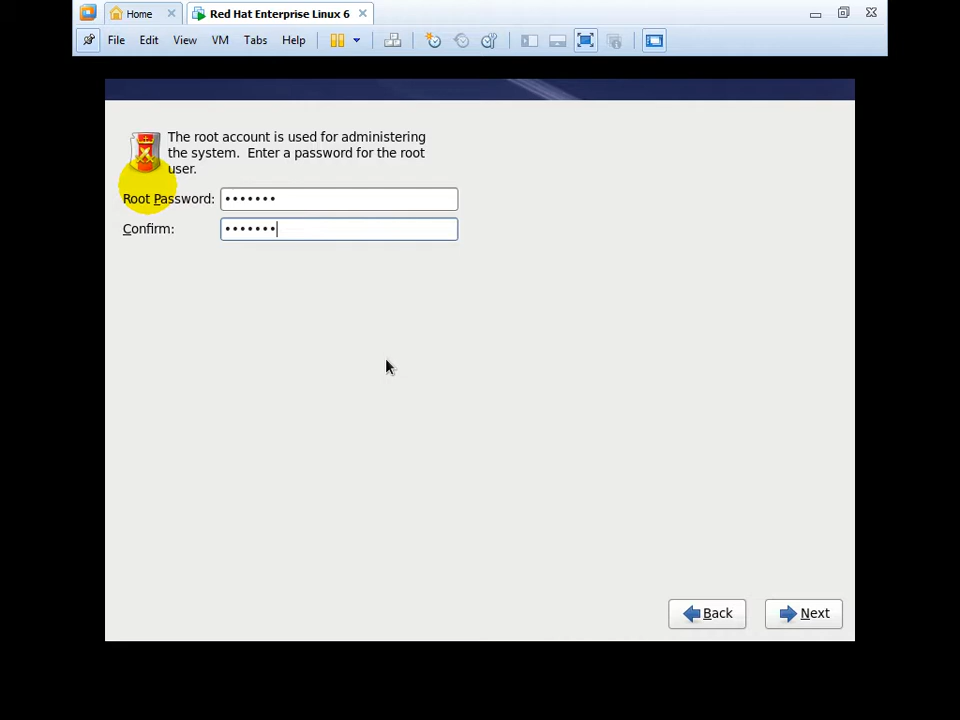 Home
Red Hat Enterprise Linux 6
File Edit View VM Tabs Help
The root account is used for administering
the system. Enter a password for the root
user.
Root Password: •••••••
Confirm: •••••••
Back Next